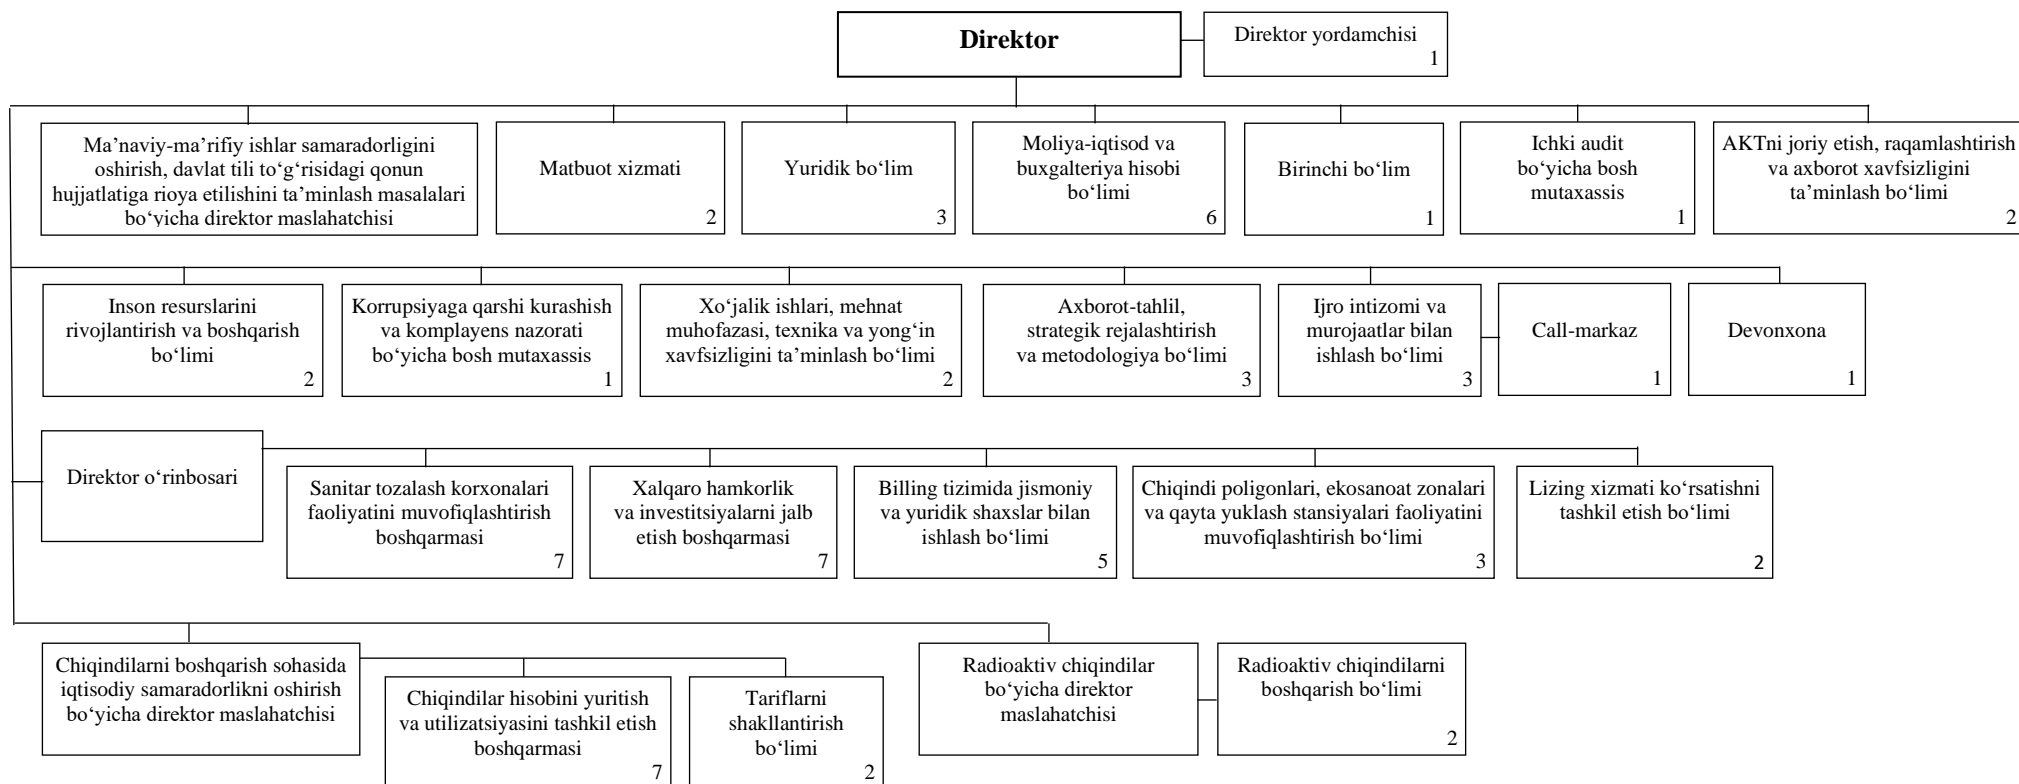 Direktor
Direktor yordamchisi
1
Ma’naviy-ma’rifiy ishlar samaradorligini
oshirish, davlat tili to‘g‘risidagi qonun
hujjatlatiga rioya etilishini ta’minlash masalalari
bo‘yicha direktor maslahatchisi
Matbuot xizmati
2
Yuridik bo‘lim
3
Moliya-iqtisod va
buxgalteriya hisobi
bo‘limi
6
Birinchi bo‘lim
1
Ichki audit
bo‘yicha bosh
mutaxassis
1
AKTni joriy etish, raqamlashtirish
va axborot xavfsizligini
ta’minlash bo‘limi
2
Inson resurslarini
rivojlantirish va boshqarish
bo‘limi
2
Korrupsiyaga qarshi kurashish
va komplayens nazorati
bo‘yicha bosh mutaxassis
1
Xo‘jalik ishlari, mehnat
muhofazasi, texnika va yong‘in
xavfsizligini ta’minlash bo‘limi
2
Axborot-tahlil,
strategik rejalashtirish
va metodologiya bo‘limi
3
Ijro intizomi va
murojaatlar bilan
ishlash bo‘limi
3
Call-markaz
1
Devonxona
1
Direktor o‘rinbosari
Sanitar tozalash korxonalari
faoliyatini muvofiqlashtirish
boshqarmasi
7
Xalqaro hamkorlik
va investitsiyalarni jalb
etish boshqarmasi
7
Billing tizimida jismoniy
va yuridik shaxslar bilan
ishlash bo‘limi
5
Chiqindi poligonlari, ekosanoat zonalari
va qayta yuklash stansiyalari faoliyatini
muvofiqlashtirish bo‘limi
3
Lizing xizmati ko‘rsatishni
tashkil etish bo‘limi
2
Chiqindilarni boshqarish sohasida
iqtisodiy samaradorlikni oshirish
bo‘yicha direktor maslahatchisi
Chiqindilar hisobini yuritish
va utilizatsiyasini tashkil etish
boshqarmasi
7
Tariflarni
shakllantirish
bo‘limi
2
Radioaktiv chiqindilar
bo‘yicha direktor
maslahatchisi
Radioaktiv chiqindilarni
boshqarish bo‘limi
2